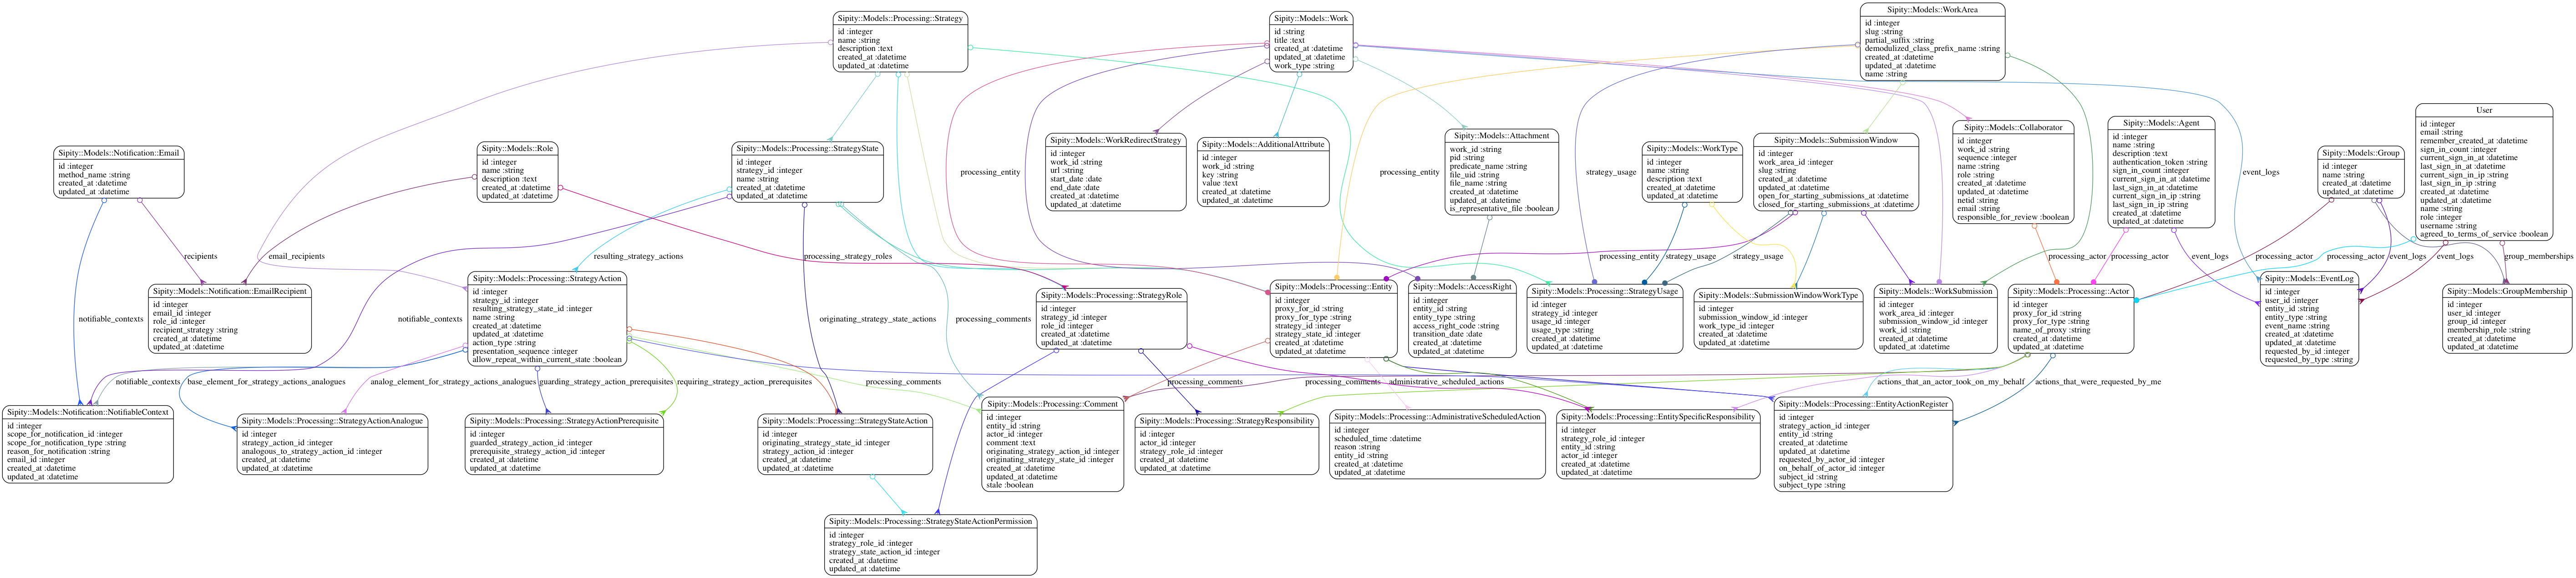 Sipity::Models::Processing::Strategy
id :integer
name :string
description :text
created_at :datetime
updated_at :datetime
Sipity::Models::Work
id :string
title :text
created_at :datetime
updated_at :datetime
work_type :string
Sipity::Models::WorkArea
id :integer
slug :string
partial_suffix :string
demodulized_class_prefix_name :string
created_at :datetime
updated_at :datetime
name :string
Sipity::Models::Notification::Email
id :integer
method_name :string
created_at :datetime
updated_at :datetime
Sipity::Models::Role
id :integer
name :string
description :text
created_at :datetime
updated_at :datetime
Sipity::Models::Processing::StrategyState
id :integer
strategy_id :integer
name :string
created_at :datetime
updated_at :datetime
processing_entity
Sipity::Models::WorkRedirectStrategy
id :integer
work_id :string
url :string
start_date :date
end_date :date
created_at :datetime
updated_at :datetime
Sipity::Models::AdditionalAttribute
id :integer
work_id :string
key :string
value :text
created_at :datetime
updated_at :datetime
processing_entity
Sipity::Models::Attachment
work_id :string
pid :string
predicate_name :string
file_uid :string
file_name :string
created_at :datetime
updated_at :datetime
is_representative_file :boolean
strategy_usage
Sipity::Models::WorkType
id :integer
name :string
description :text
created_at :datetime
updated_at :datetime
Sipity::Models::SubmissionWindow
id :integer
work_area_id :integer
slug :string
created_at :datetime
updated_at :datetime
open_for_starting_submissions_at :datetime
closed_for_starting_submissions_at :datetime
Sipity::Models::Collaborator
id :integer
work_id :string
sequence :integer
name :string
role :string
created_at :datetime
updated_at :datetime
netid :string
email :string
responsible_for_review :boolean
Sipity::Models::Agent
id :integer
name :string
description :text
authentication_token :string
sign_in_count :integer
current_sign_in_at :datetime
last_sign_in_at :datetime
current_sign_in_ip :string
last_sign_in_ip :string
created_at :datetime
updated_at :datetime
event_logs
Sipity::Models::Group
id :integer
name :string
created_at :datetime
updated_at :datetime
User
id :integer
email :string
remember_created_at :datetime
sign_in_count :integer
current_sign_in_at :datetime
last_sign_in_at :datetime
current_sign_in_ip :string
last_sign_in_ip :string
created_at :datetime
updated_at :datetime
name :string
role :integer
username :string
agreed_to_terms_of_service :boolean
recipients
email_recipients
resulting_strategy_actions
processing_strategy_roles
processing_entity
strategy_usage
strategy_usage
processing_actor
processing_actor
event_logs
processing_actor
processing_actor
event_logs
event_logs
group_memberships
Sipity::Models::Notification::EmailRecipient
id :integer
email_id :integer
role_id :integer
recipient_strategy :string
created_at :datetime
updated_at :datetime
Sipity::Models::Processing::StrategyAction
id :integer
strategy_id :integer
resulting_strategy_state_id :integer
name :string
created_at :datetime
updated_at :datetime
action_type :string
presentation_sequence :integer
allow_repeat_within_current_state :boolean
Sipity::Models::Processing::StrategyRole
id :integer
strategy_id :integer
role_id :integer
created_at :datetime
updated_at :datetime
Sipity::Models::Processing::Entity
id :integer
proxy_for_id :string
proxy_for_type :string
strategy_id :integer
strategy_state_id :integer
created_at :datetime
updated_at :datetime
Sipity::Models::AccessRight
id :integer
entity_id :string
entity_type :string
access_right_code :string
transition_date :date
created_at :datetime
updated_at :datetime
Sipity::Models::Processing::StrategyUsage
id :integer
strategy_id :integer
usage_id :integer
usage_type :string
created_at :datetime
updated_at :datetime
Sipity::Models::SubmissionWindowWorkType
id :integer
submission_window_id :integer
work_type_id :integer
created_at :datetime
updated_at :datetime
Sipity::Models::WorkSubmission
id :integer
work_area_id :integer
submission_window_id :integer
work_id :string
created_at :datetime
updated_at :datetime
Sipity::Models::Processing::Actor
id :integer
proxy_for_id :string
proxy_for_type :string
name_of_proxy :string
created_at :datetime
updated_at :datetime
Sipity::Models::EventLog
id :integer
user_id :integer
entity_id :string
entity_type :string
event_name :string
created_at :datetime
updated_at :datetime
requested_by_id :integer
requested_by_type :string
Sipity::Models::GroupMembership
id :integer
user_id :integer
group_id :integer
membership_role :string
created_at :datetime
updated_at :datetime
notifiable_contexts
notifiable_contexts
originating_strategy_state_actions
processing_comments
notifiable_contexts
base_element_for_strategy_actions_analogues
analog_element_for_strategy_actions_analogues
guarding_strategy_action_prerequisites
requiring_strategy_action_prerequisites
processing_comments
processing_comments
processing_comments
administrative_scheduled_actions
actions_that_an_actor_took_on_my_behalf
actions_that_were_requested_by_me
Sipity::Models::Notification::NotifiableContext
id :integer
scope_for_notification_id :integer
scope_for_notification_type :string
reason_for_notification :string
email_id :integer
created_at :datetime
updated_at :datetime
Sipity::Models::Processing::StrategyActionAnalogue
id :integer
strategy_action_id :integer
analogous_to_strategy_action_id :integer
created_at :datetime
updated_at :datetime
Sipity::Models::Processing::StrategyActionPrerequisite
id :integer
guarded_strategy_action_id :integer
prerequisite_strategy_action_id :integer
created_at :datetime
updated_at :datetime
Sipity::Models::Processing::StrategyStateAction
id :integer
originating_strategy_state_id :integer
strategy_action_id :integer
created_at :datetime
updated_at :datetime
Sipity::Models::Processing::Comment
id :integer
entity_id :string
actor_id :integer
comment :text
originating_strategy_action_id :integer
originating_strategy_state_id :integer
created_at :datetime
updated_at :datetime
stale :boolean
Sipity::Models::Processing::StrategyResponsibility
id :integer
actor_id :integer
strategy_role_id :integer
created_at :datetime
updated_at :datetime
Sipity::Models::Processing::AdministrativeScheduledAction
id :integer
scheduled_time :datetime
reason :string
entity_id :string
created_at :datetime
updated_at :datetime
Sipity::Models::Processing::EntitySpecificResponsibility
id :integer
strategy_role_id :integer
entity_id :string
actor_id :integer
created_at :datetime
updated_at :datetime
Sipity::Models::Processing::EntityActionRegister
id :integer
strategy_action_id :integer
entity_id :string
created_at :datetime
updated_at :datetime
requested_by_actor_id :integer
on_behalf_of_actor_id :integer
subject_id :string
subject_type :string
Sipity::Models::Processing::StrategyStateActionPermission
id :integer
strategy_role_id :integer
strategy_state_action_id :integer
created_at :datetime
updated_at :datetime